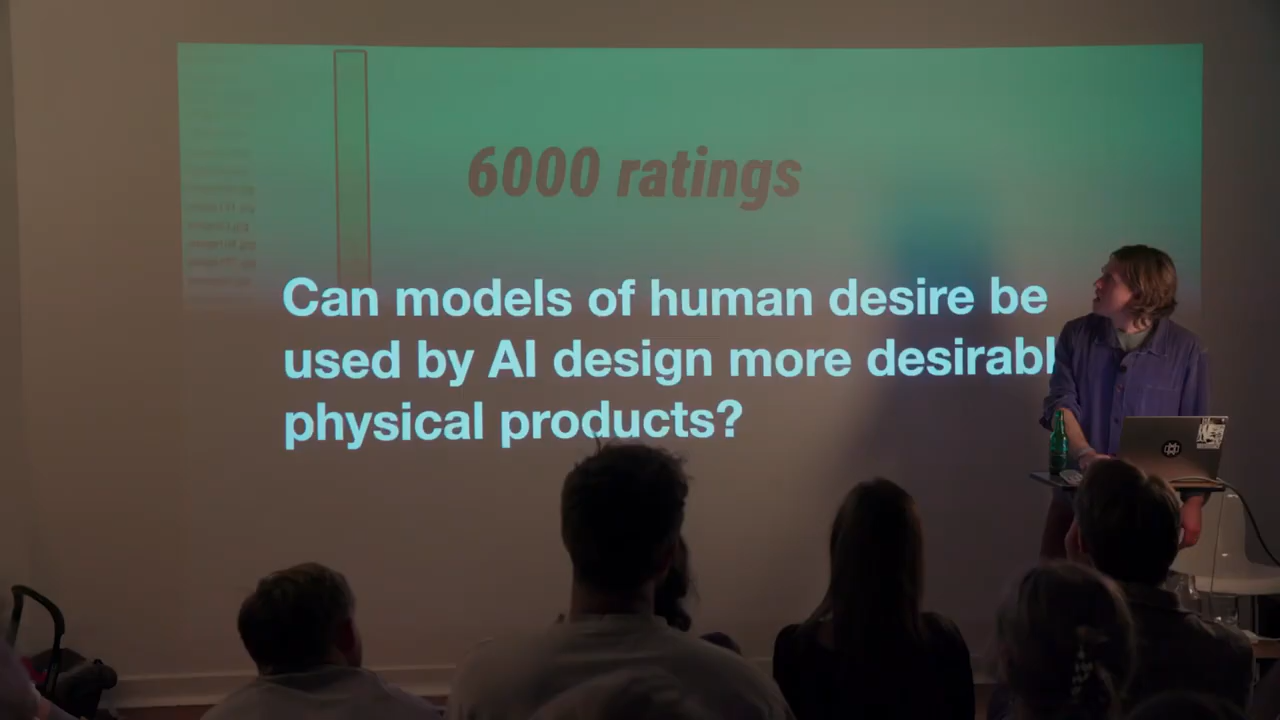 6000 ratings
Can models of human desire be
used by AI design more desirabl
physical products?